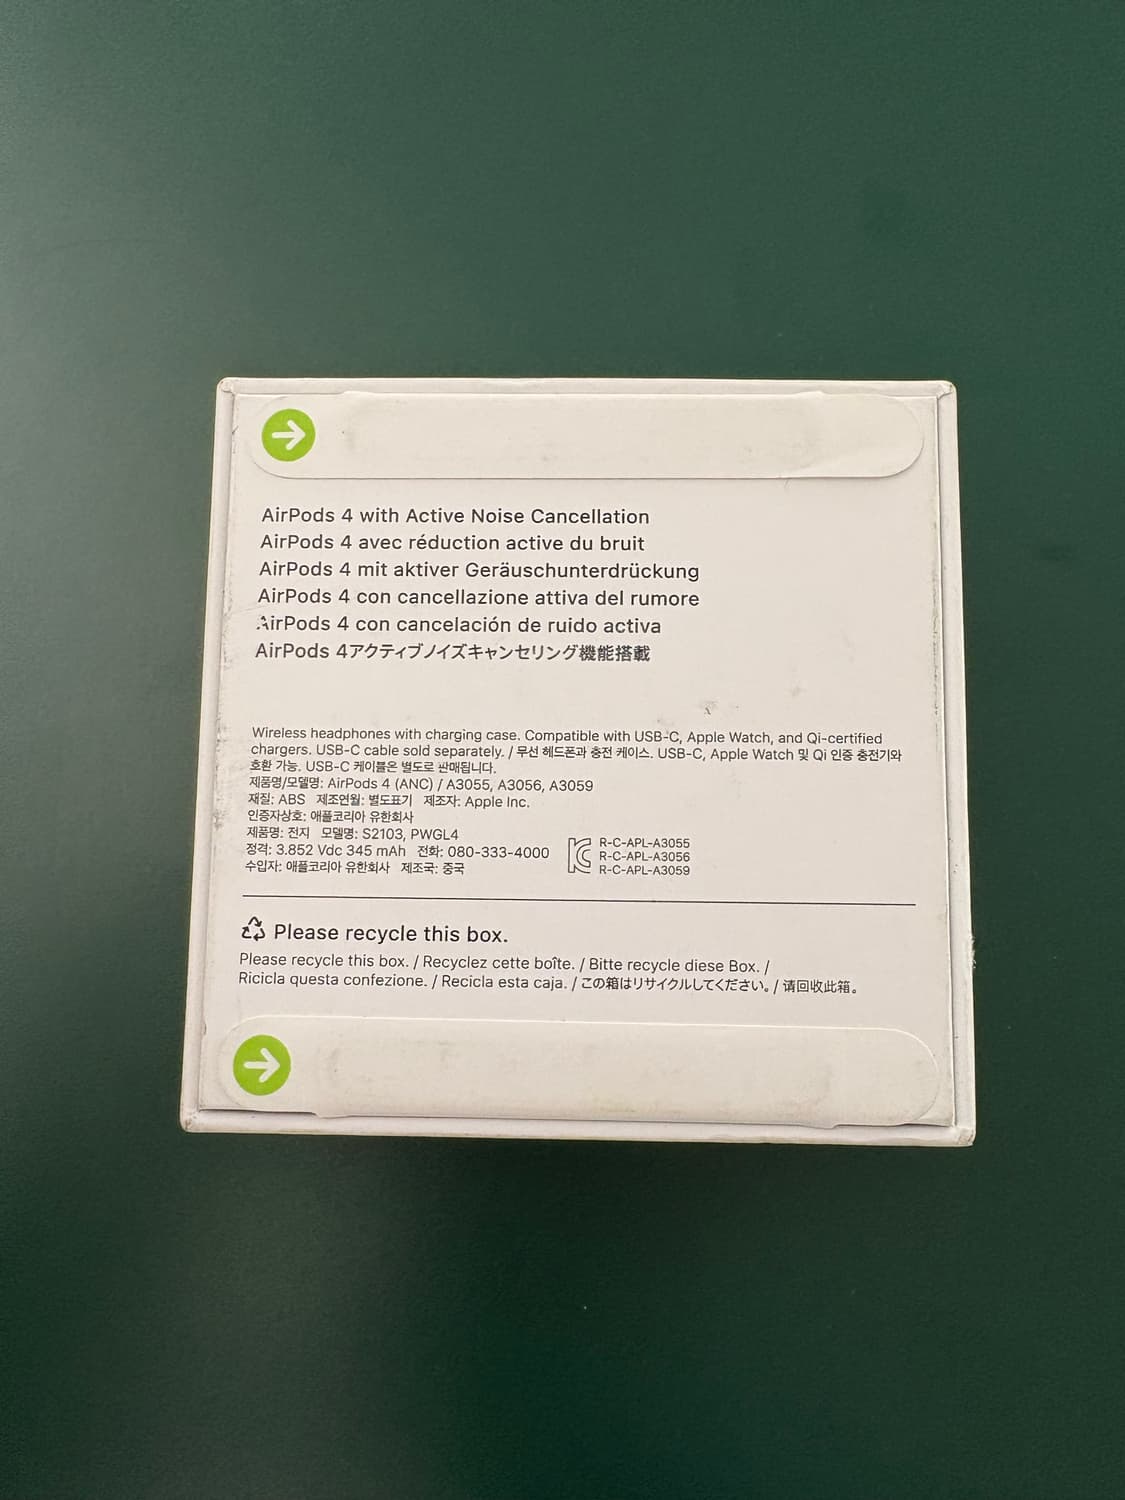 AirPods 4 with Active Noise Cancellation
AirPods 4 avec réduction active du bruit
AirPods 4 mit aktiver Geräuschunterdrückung
AirPods 4 con cancellazione attiva del rumore
AirPods 4 con cancelación de ruido activa
AirPods 4アクティブノイズキャンセリング機能搭載
Wireless headphones with charging case. Compatible with USB-C, Apple Watch, and Qi-certified
chargers. USB-C cable sold separately. / 무선 헤드폰과 충전 케이스. USB-C, Apple Watch 및 Qi 인증 충전기와
호환 가능. USB-C 케이블은 별도로 판매됩니다.
제품명/모델명: AirPods 4 (ANC) / A3055, A3056, A3059
재질: ABS 제조연월: 별도표기 제조자: Apple Inc.
인증자상호: 애플코리아 유한회사
제품명: 전지 모델명: S2103, PWGL4
정격: 3.852 Vdc 345 mAh 전화: 080-333-4000
수입자: 애플코리아 유한회사 제조국: 중국
R-C-APL-A3055
R-C-APL-A3056
R-C-APL-A3059
Please recycle this box.
Please recycle this box. / Recyclez cette boîte. / Bitte recycle diese Box. /
Ricicla questa confezione. / Recicla esta caja. / この箱はリサイクルしてください。/ 请回收此箱。